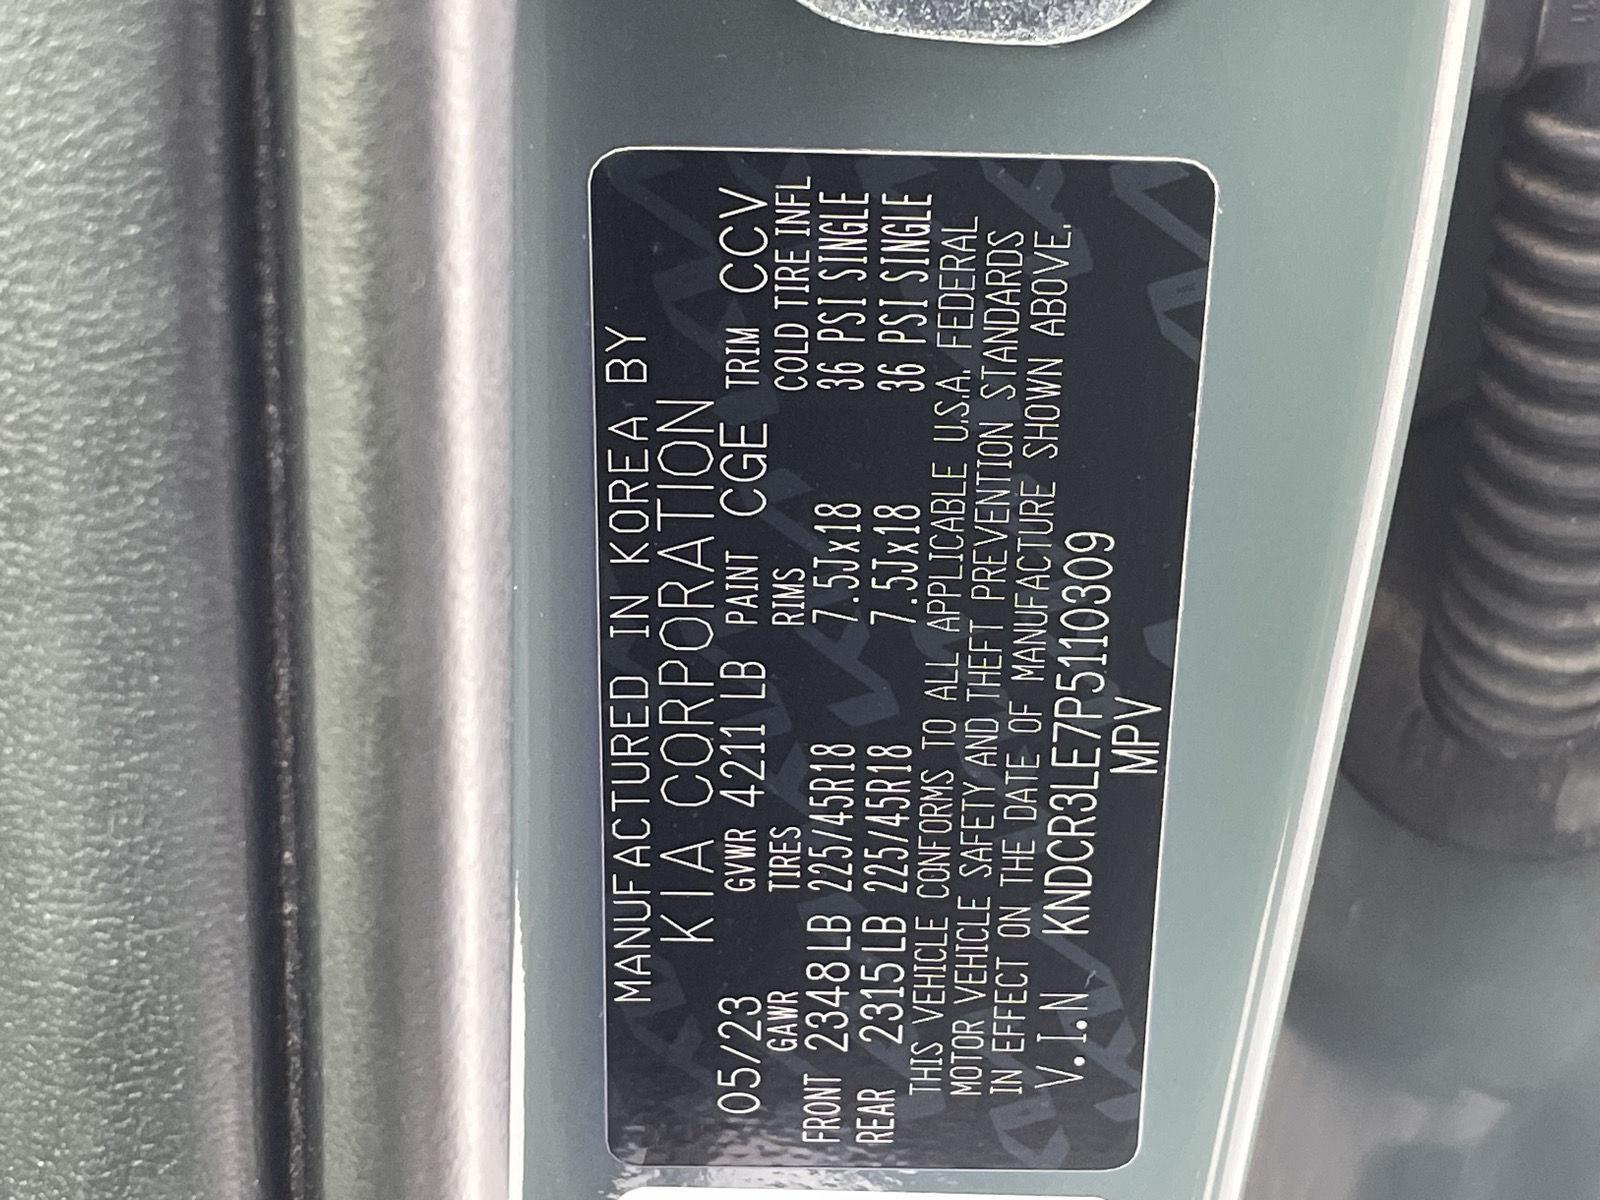 MANUFACTURED IN KOREA BY
KIA CORPORATION
05/23 GVWR 4211LB PAINT CGE TRIM CCV
GAWR TIRES RIMS COLD TIRE INFL
FRONT 2348LB 225/45R18 7.5Jx18 36 PSI SINGLE
REAR 2315LB 225/45R18 7.5Jx18 36 PSI SINGLE
THIS VEHICLE CONFORMS TO ALL APPLICABLE U.S.A. FEDERAL
MOTOR VEHICLE SAFETY AND THEFT PREVENTION STANDARDS
IN EFFECT ON THE DATE OF MANUFACTURE SHOWN ABOVE.
V.I.N KNDCR3LE7P5110309
MPV